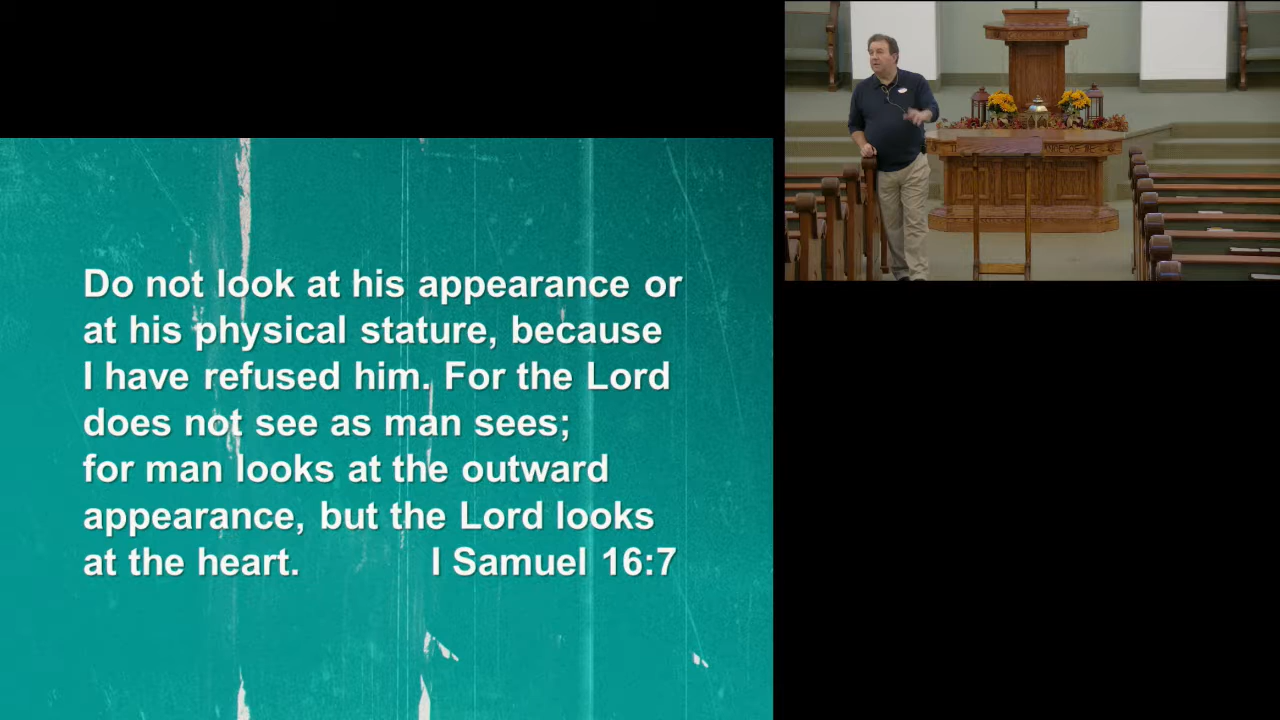 Do not look at his appearance or
at his physical stature, because
I have refused him. For the Lord
does not see as man sees;
for man looks at the outward
appearance, but the Lord looks
at the heart. I Samuel 16:7